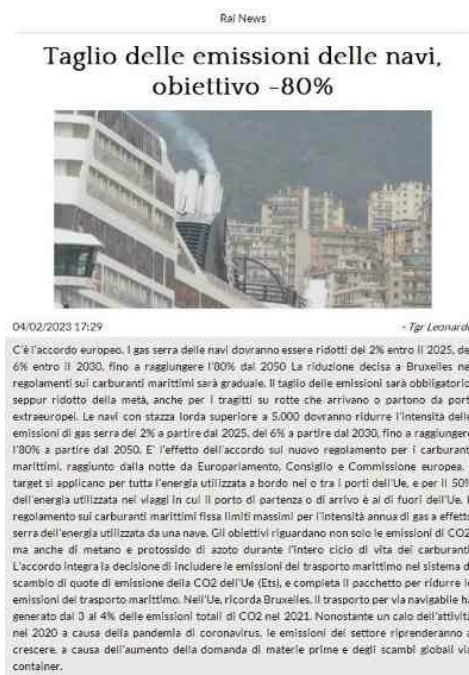 Rai News
Taglio delle emissioni delle navi,
obiettivo -80%
04/02/2023 17:29
- Tgr Leonardo
C'è l'accordo europeo. I gas serra delle navi dovranno essere ridotti del 2% entro il 2025, de
6% entro il 2030, fino a raggiungere l'80% dal 2050 La riduzione decisa a Bruxelles ne
regolamenti sui carburanti marittimi sarà graduale. Il taglio delle emissioni sarà obbligatorio
seppur ridotto della metà, anche per i tragitti su rotte che arrivano o partono da port
extraeuropei. Le navi con stazza lorda superiore a 5.000 dovranno ridurre l'intensità delle
emissioni di gas serra del 2% a partire dal 2025, del 6% a partire dal 2030, fino a raggiungere
l'80% a partire dal 2050. E' l'effetto dell'accordo sul nuovo regolamento per i carburant
marittimi, raggiunto dalla notte da Europarlamento, Consiglio e Commissione europea.
target si applicano per tutta l'energia utilizzata a bordo nei o tra i porti dell'Ue, e per il 50%
dell'energia utilizzata nei viaggi in cui il porto di partenza o di arrivo è al di fuori dell'Ue.
regolamento sui carburanti marittimi fissa limiti massimi per l'intensità annua di gas a effetto
serra dell'energia utilizzata da una nave. Gli obiettivi riguardano non solo le emissioni di CO2
ma anche di metano e protossido di azoto durante l'intero ciclo di vita dei carburanti
L'accordo integra la decisione di includere le emissioni del trasporto marittimo nel sistema d
scambio di quote di emissione della CO2 dell'Ue (Ets), e completa il pacchetto per ridurre le
emissioni del trasporto marittimo. Nell'Ue, ricorda Bruxelles, il trasporto per via navigabile ha
generato dal 3 al 4% delle emissioni totali di CO2 nel 2021. Nonostante un calo dell'attività
nel 2020 a causa della pandemia di coronavirus, le emissioni del settore riprenderanno a
crescere, a causa dell'aumento della domanda di materie prime e degli scambi globali via
container.